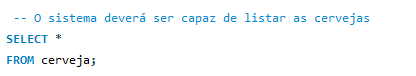 -- O sistema deverá ser capaz de listar as cervejas
SELECT *
FROM cerveja;